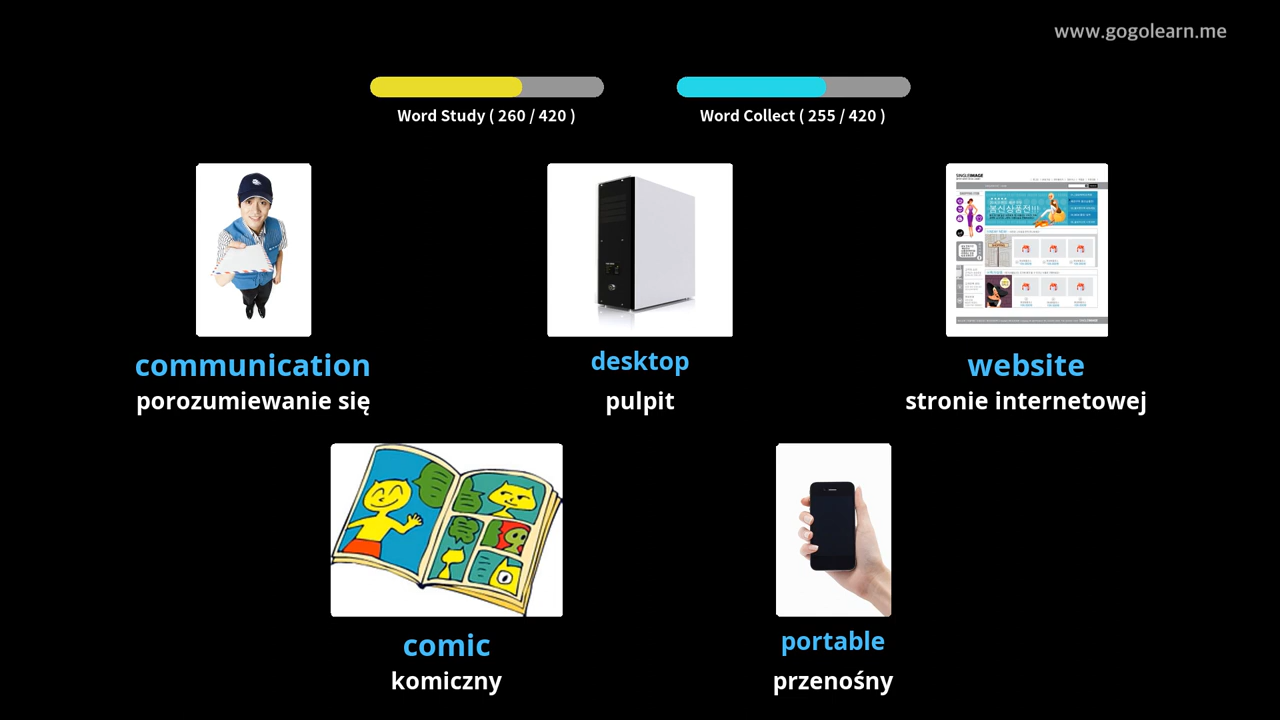 www.gogolearn.me
Word Study ( 260 / 420 )
Word Collect ( 255 / 420 )
communication
porozumiewanie się
desktop
pulpit
website
stronie internetowej
comic
komiczny
portable
przenośny